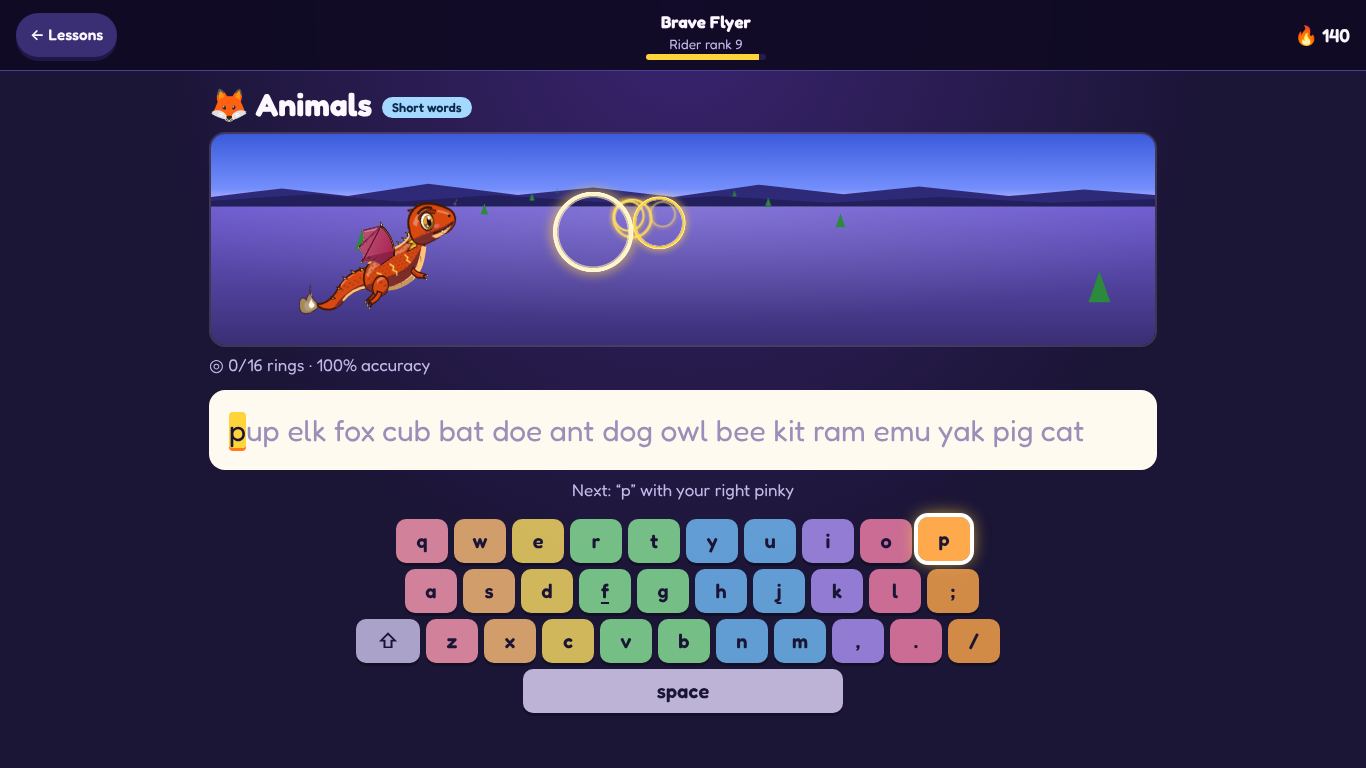 ← Lessons
Brave Flyer
Rider rank 9
🔥 140
🦊 Animals
Short words
◎ 0/16 rings · 100% accuracy
pup elk fox cub bat doe ant dog owl bee kit ram emu yak pig cat
Next: “p” with your right pinky
q w e r t y u i o p
a s d f g h j k l ;
⇧ z x c v b n m , . /
space